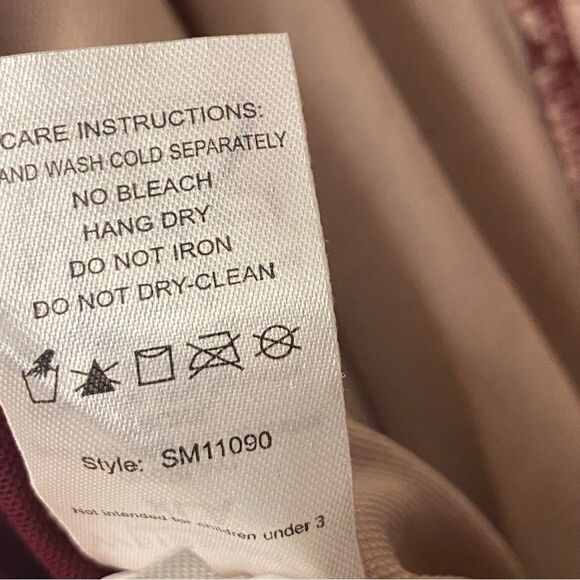 CARE INSTRUCTIONS:
AND WASH COLD SEPARATELY
NO BLEACH
HANG DRY
DO NOT IRON
DO NOT DRY-CLEAN
Style: SM11090
Not intended for children under 3